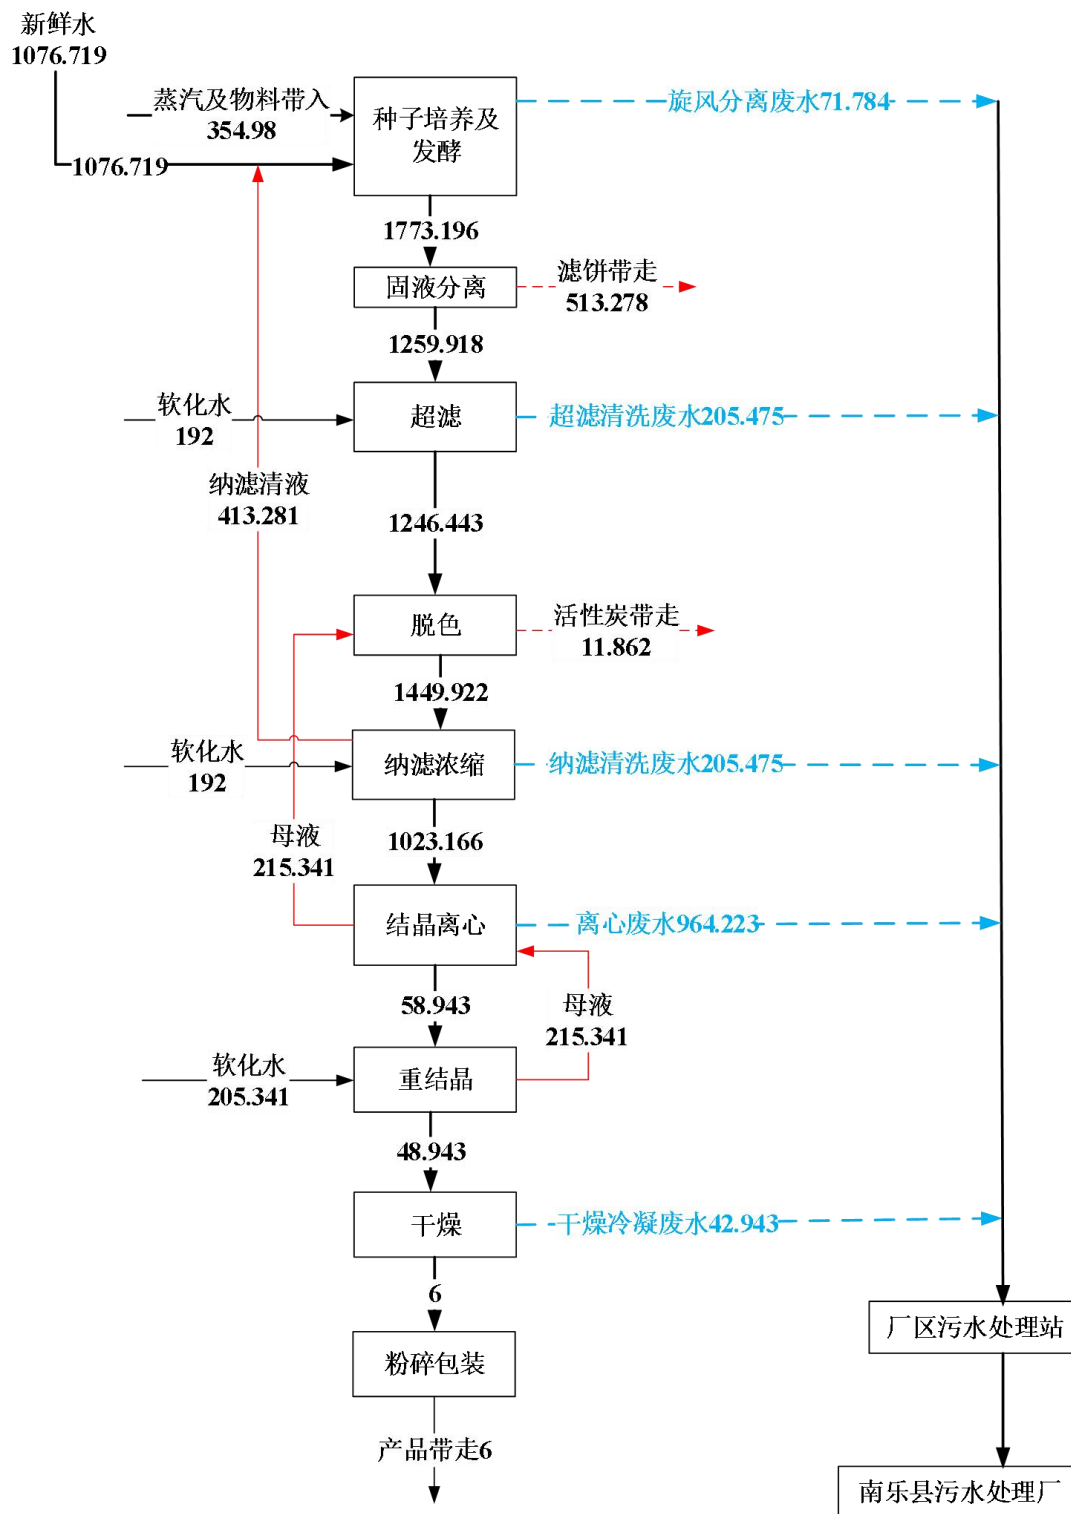 新鲜水
1076.719
蒸汽及物料带入
354.98
1076.719
种子培养及
发酵
旋风分离废水71.784
1773.196
固液分离
滤饼带走
513.278
1259.918
软化水
192
超滤
超滤清洗废水205.475
纳滤清液
413.281
1246.443
脱色
活性炭带走
11.862
1449.922
软化水
192
纳滤浓缩
纳滤清洗废水205.475
母液
215.341
1023.166
结晶离心
离心废水964.223
58.943
母液
215.341
软化水
205.341
重结晶
48.943
干燥
干燥冷凝废水42.943
6
粉碎包装
厂区污水处理站
产品带走6
南乐县污水处理厂